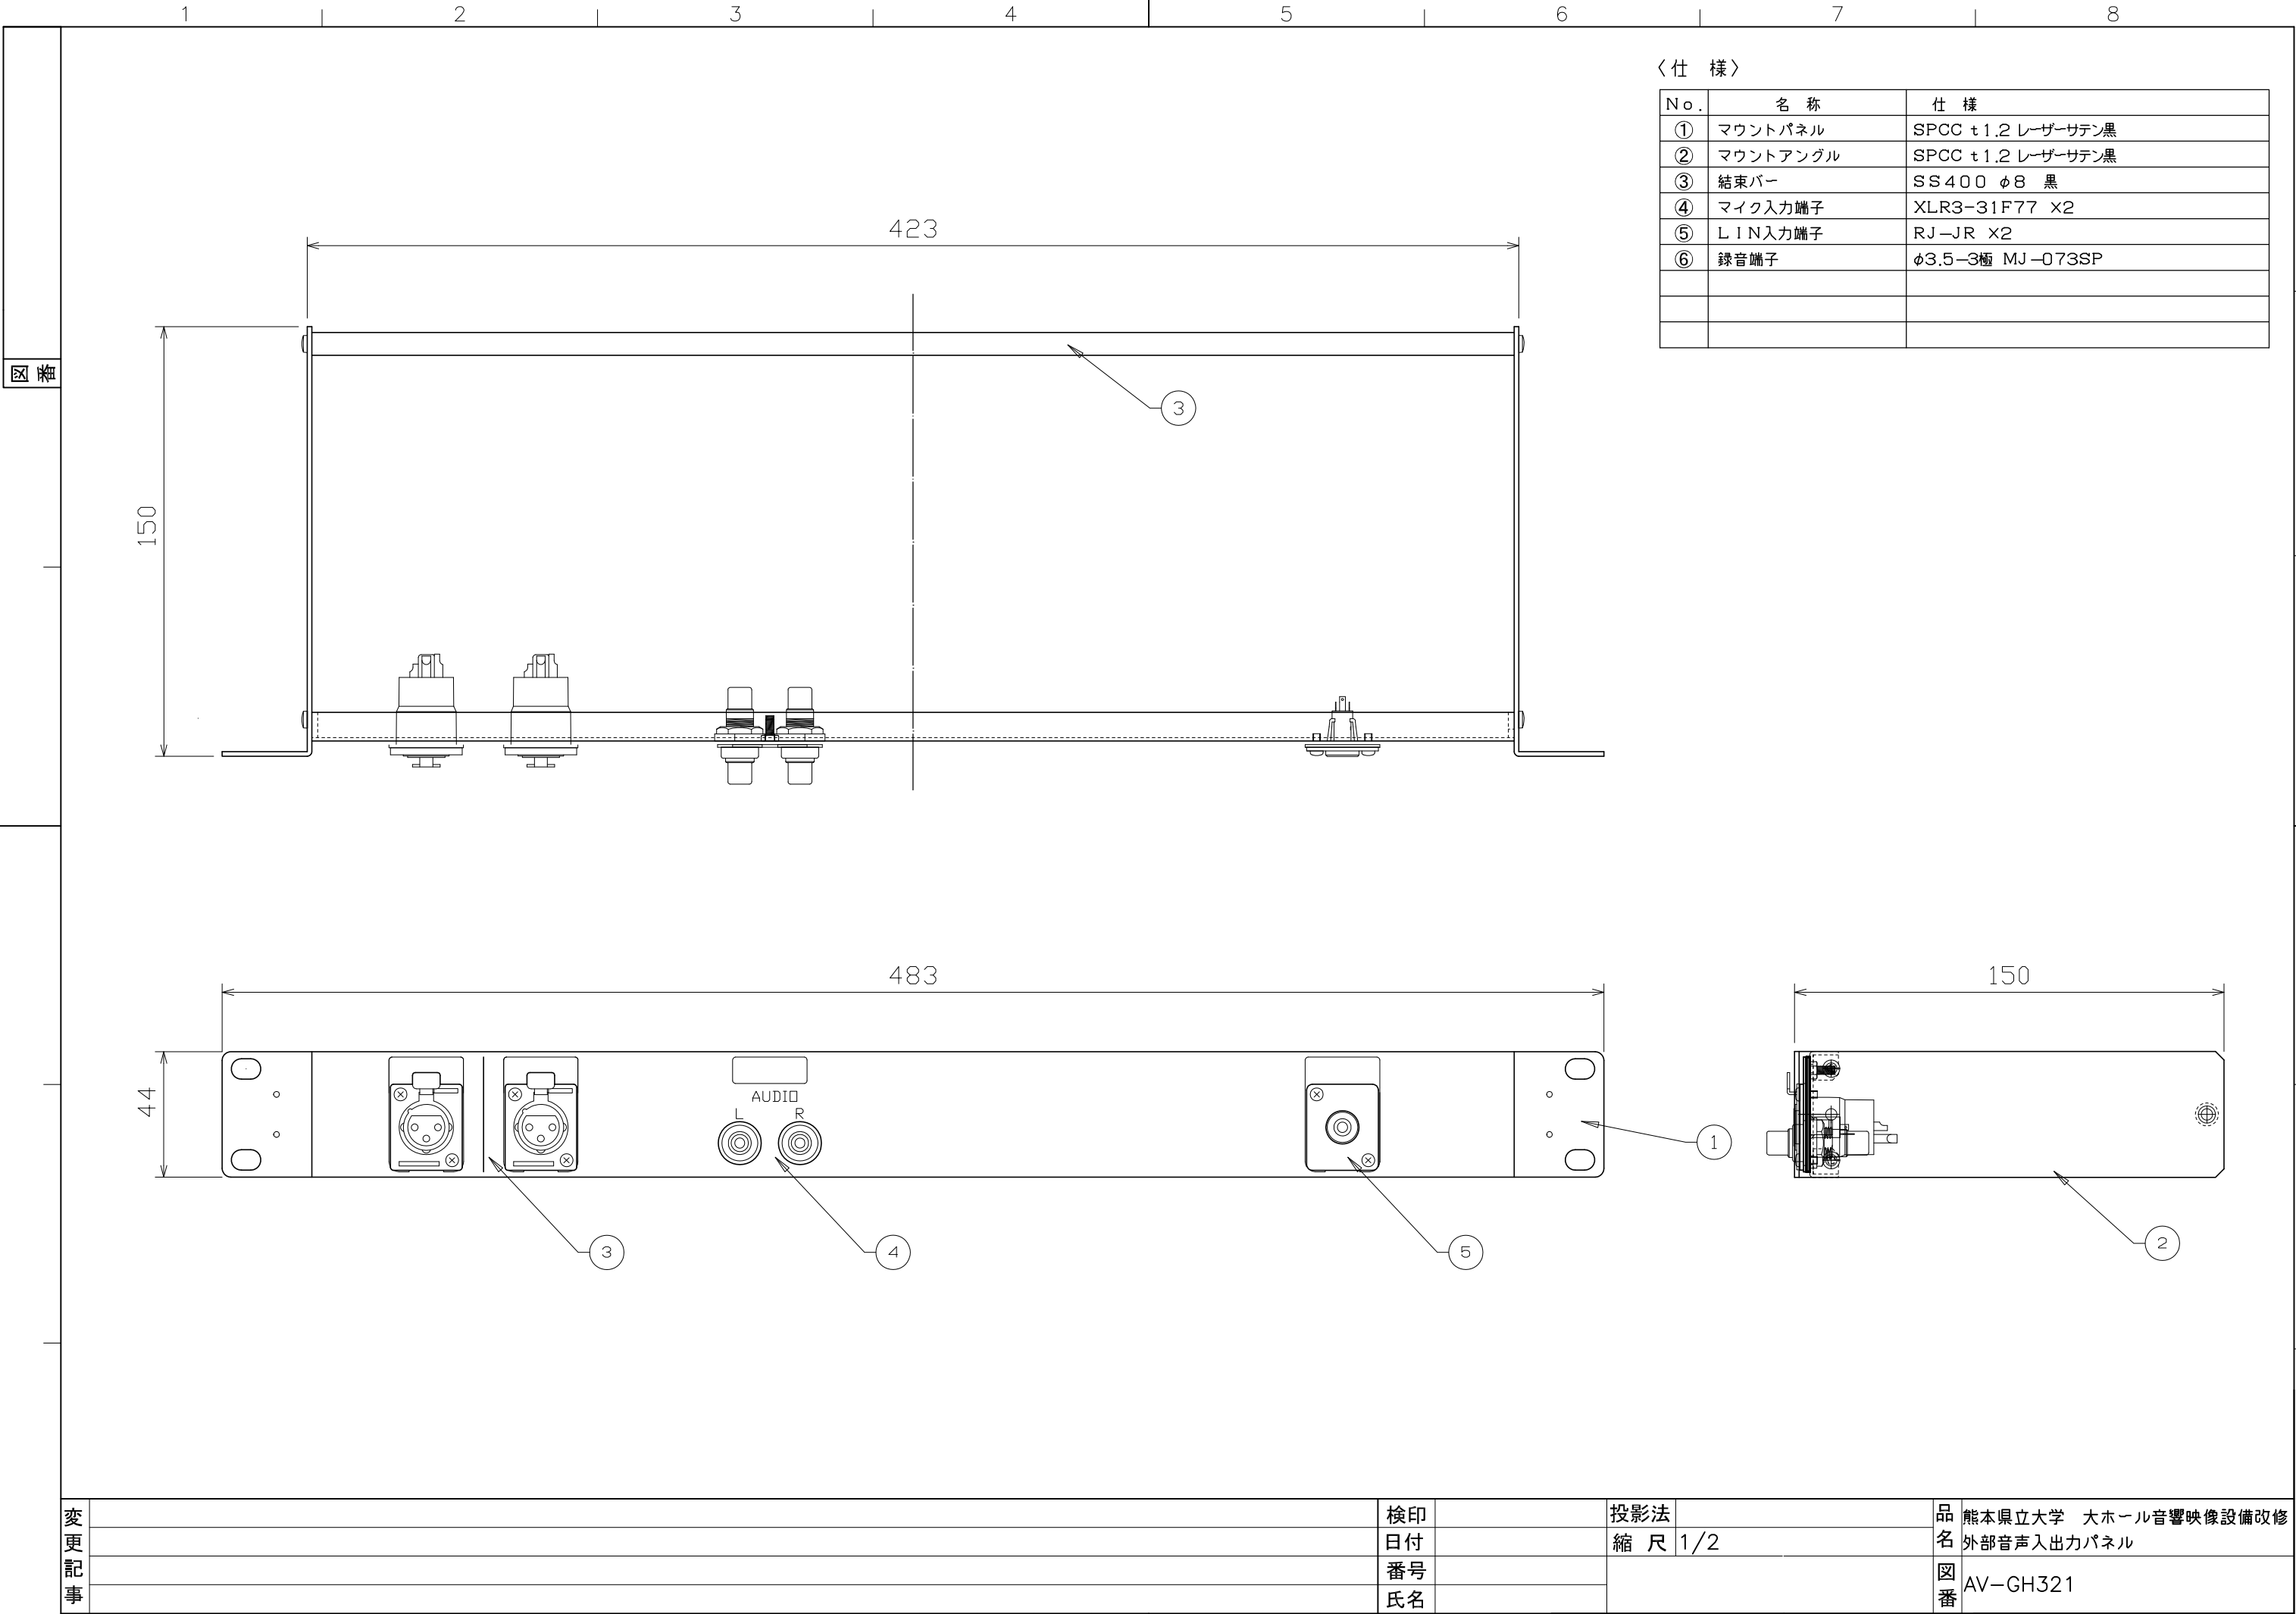 1 2 3 4 5 6 7 8
〈仕 様〉
No. 名 称 仕 様
① マウントパネル SPCC t1.2 レーザーサテン黒
② マウントアングル SPCC t1.2 レーザーサテン黒
③ 結束バー SS400 φ8 黒
④ マイク入力端子 XLR3-31F77 ×2
⑤ LIN入力端子 RJ-JR ×2
⑥ 録音端子 φ3.5-3極 MJ-073SP
図番
423
150
3
483
150
44
AUDIO
L R
1
3
4
5
2
変更記事
検印
日付
番号
氏名
投影法
縮 尺 1/2
品名 熊本県立大学 大ホール音響映像設備改修
外部音声入出力パネル
図番 AV-GH321